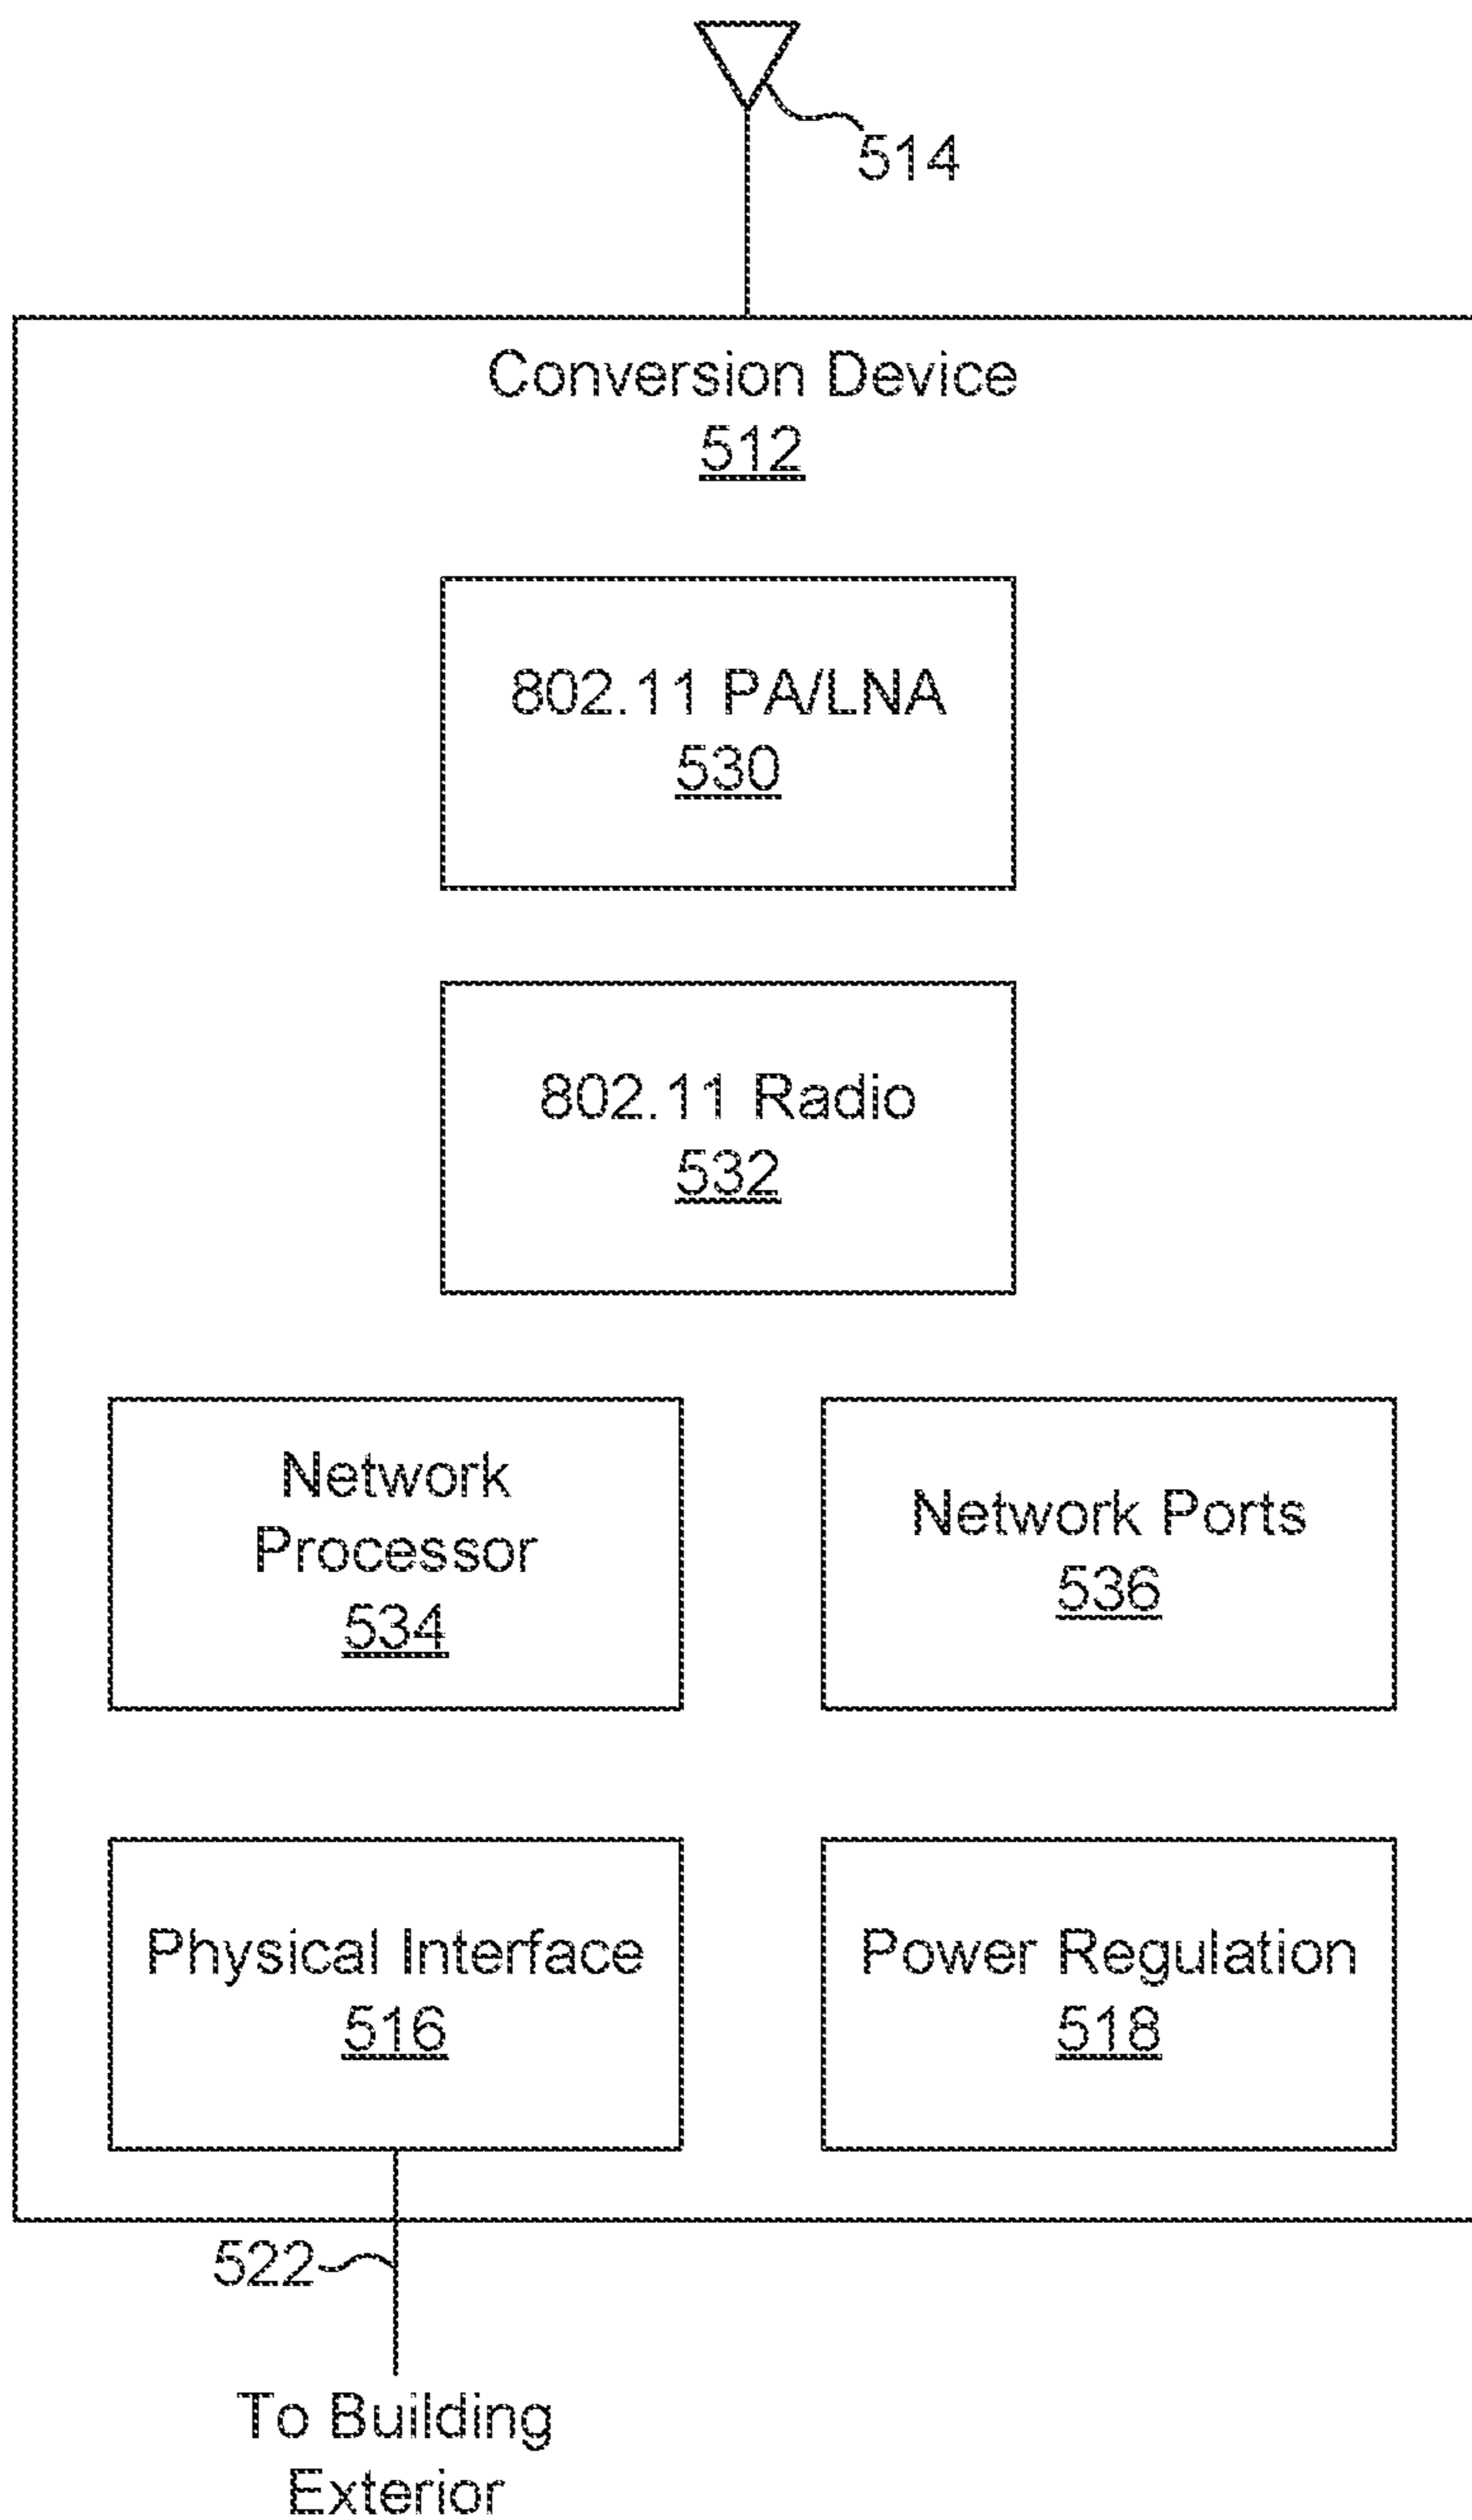 514
Conversion Device
512
802.11 PA/LNA
530
802.11 Radio
532
Network
Processor
534
Network Ports
536
Physical Interface
516
Power Regulation
518
522
To Building
Exterior